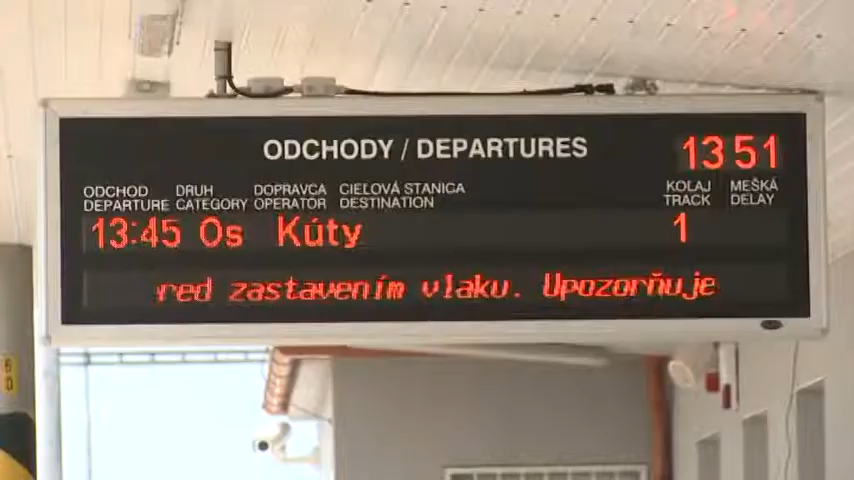 ODCHODY / DEPARTURES 13 51
ODCHOD DRUH DOPRAVCA CIEĽOVÁ STANICA KOĽAJ MEŠKÁ
DEPARTURE CATEGORY OPERATOR DESTINATION TRACK DELAY
13:45 Os Kúty 1
red zastavením vlaku. Upozorňuje